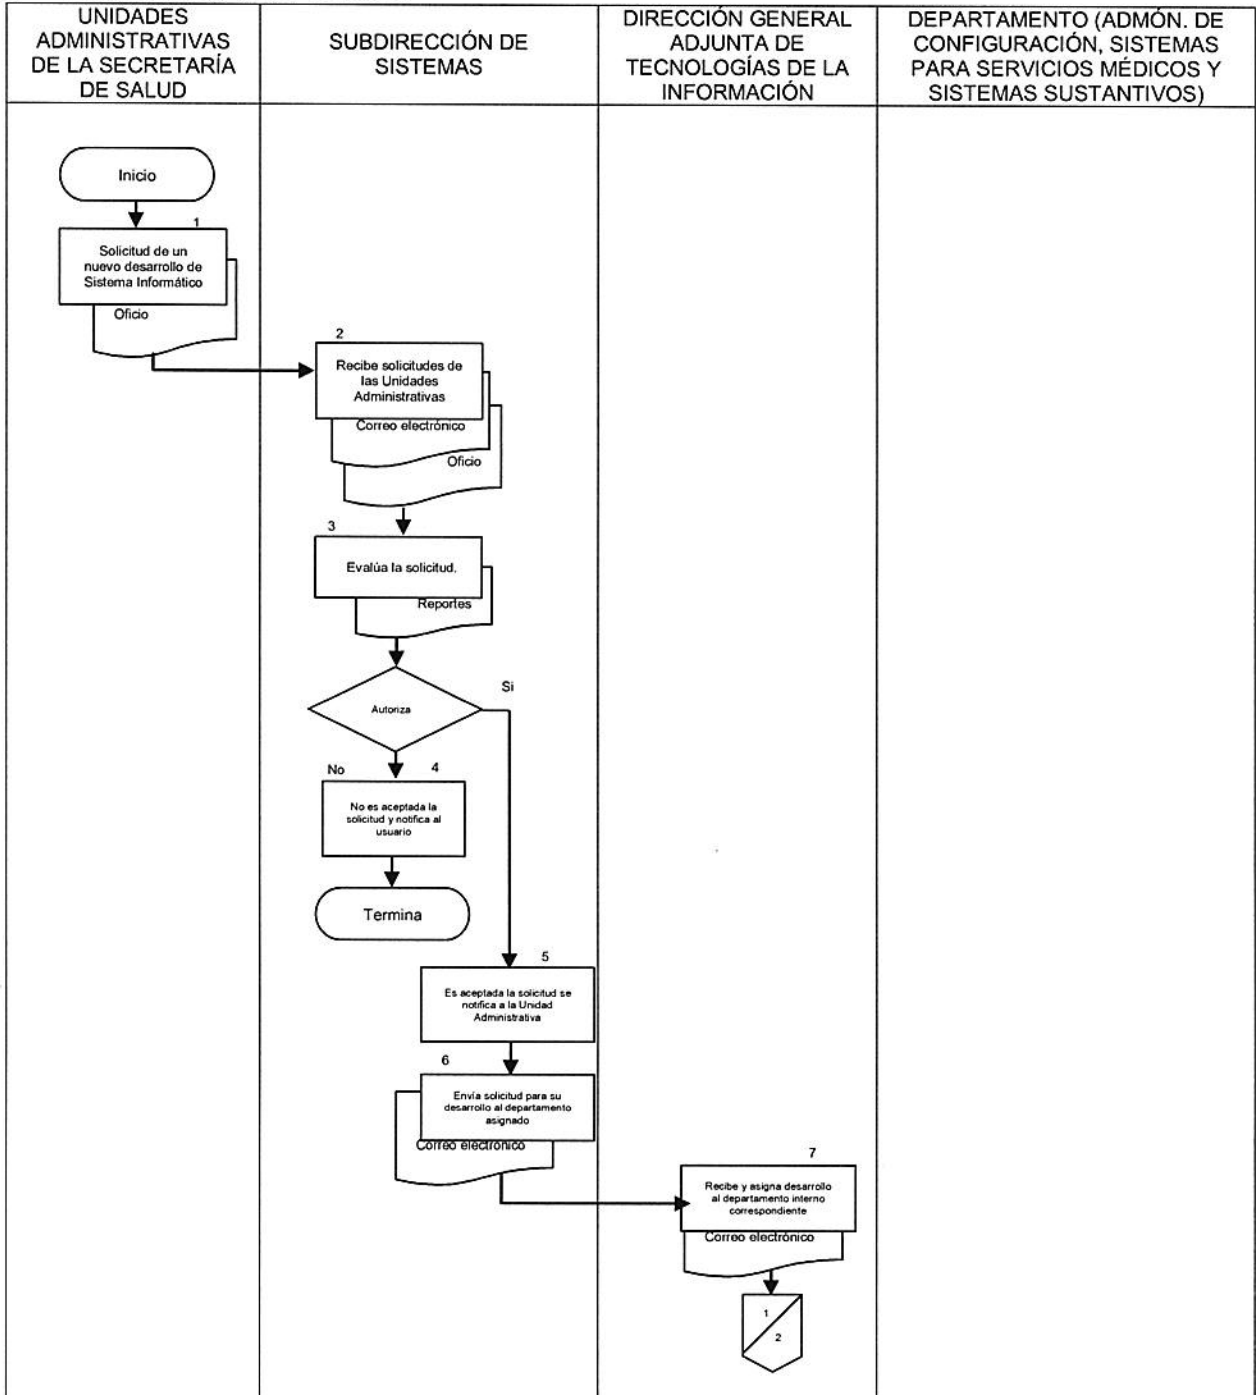 UNIDADES
ADMINISTRATIVAS
DE LA SECRETARÍA
DE SALUD
SUBDIRECCIÓN DE
SISTEMAS
DIRECCIÓN GENERAL
ADJUNTA DE
TECNOLOGÍAS DE LA
INFORMACIÓN
DEPARTAMENTO (ADMÓN. DE
CONFIGURACIÓN, SISTEMAS
PARA SERVICIOS MÉDICOS Y
SISTEMAS SUSTANTIVOS)
Inicio
1
Solicitud de un
nuevo desarrollo de
Sistema Informático
Oficio
2
Recibe solicitudes de
las Unidades
Administrativas
Correo electrónico
Oficio
3
Evalúa la solicitud.
Reportes
Autoriza
Si
No
4
No es aceptada la
solicitud y notifica al
usuario
Termina
5
Es aceptada la solicitud se
notifica a la Unidad
Administrativa
6
Envía solicitud para su
desarrollo al departamento
asignado
Correo electrónico
7
Recibe y asigna desarrollo
al departamento interno
correspondiente
Correo electrónico
1
2